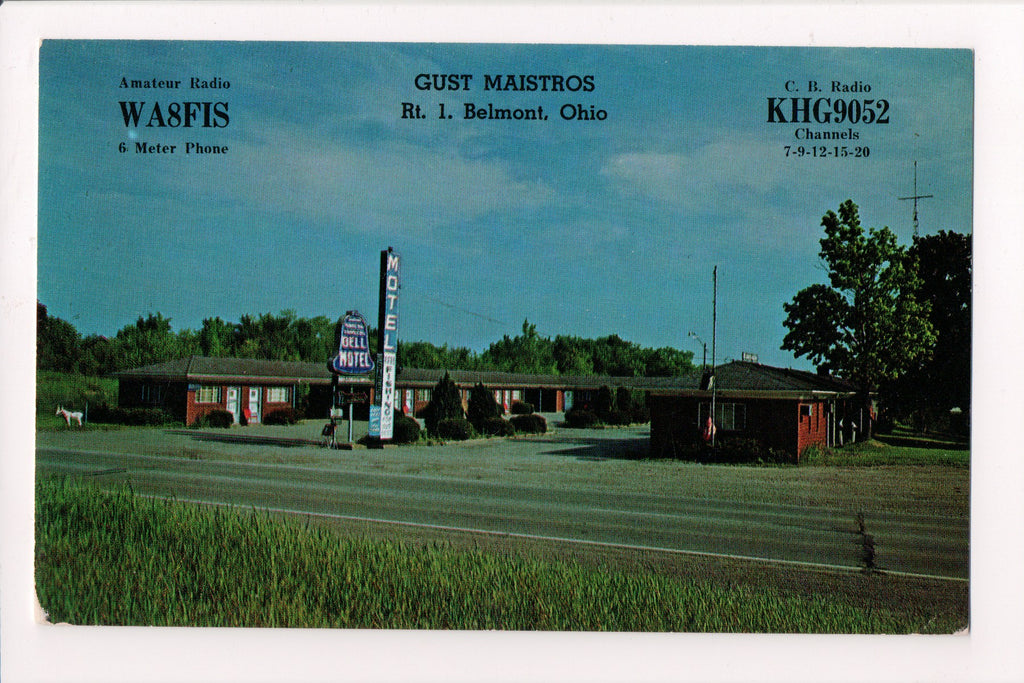 Amateur Radio
WA8FIS
6 Meter Phone
GUST MAISTROS
Rt. 1. Belmont, Ohio
C. B. Radio
KHG9052
Channels
7-9-12-15-20
MOTEL
FISHING
DELL
MOTEL